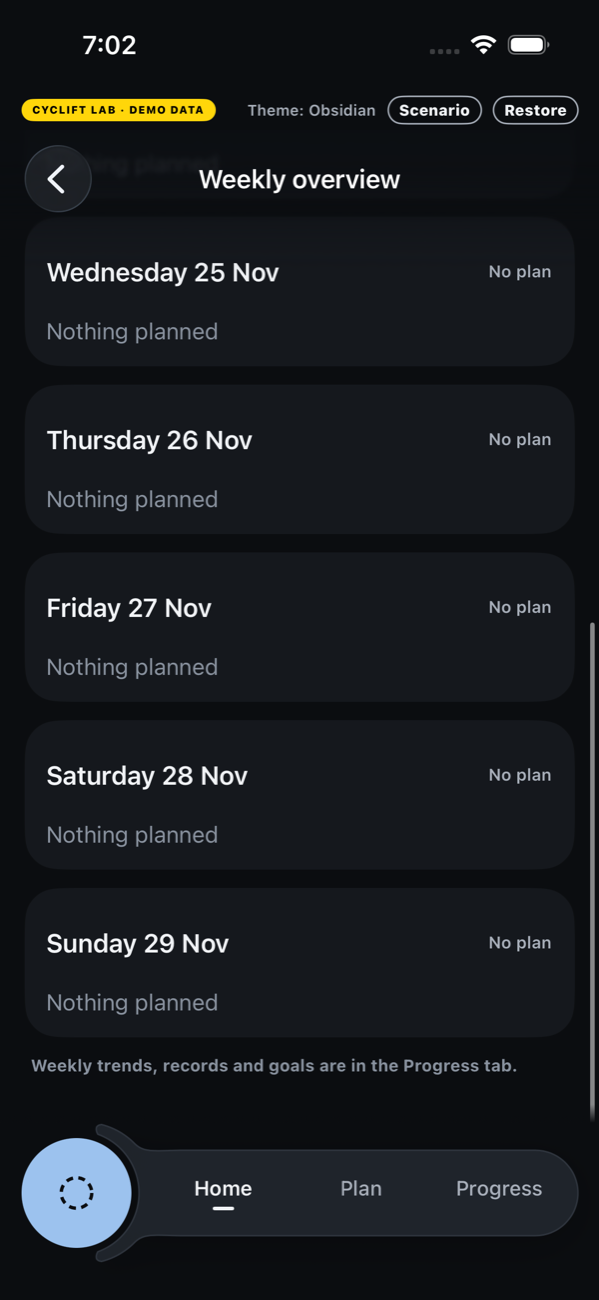 7:02
CYCLIFT LAB · DEMO DATA
Theme: Obsidian
Scenario
Restore
Weekly overview
Wednesday 25 Nov
No plan
Nothing planned
Thursday 26 Nov
No plan
Nothing planned
Friday 27 Nov
No plan
Nothing planned
Saturday 28 Nov
No plan
Nothing planned
Sunday 29 Nov
No plan
Nothing planned
Weekly trends, records and goals are in the Progress tab.
Home
Plan
Progress